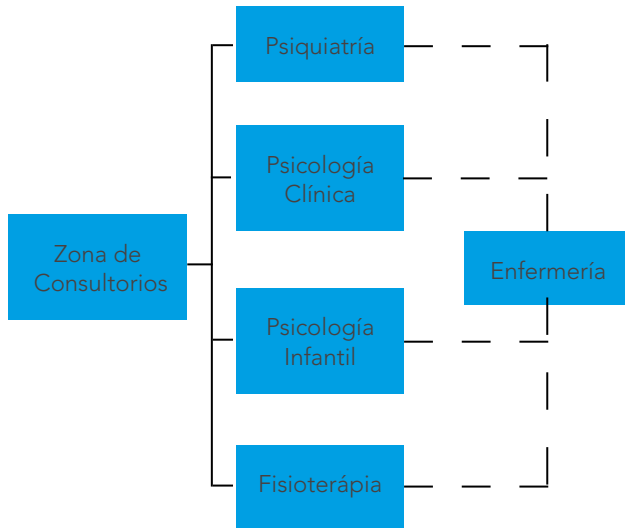 Psiquiatría
Psicología
Clínica
Zona de
Consultorios
Enfermería
Psicología
Infantil
Fisioterápia